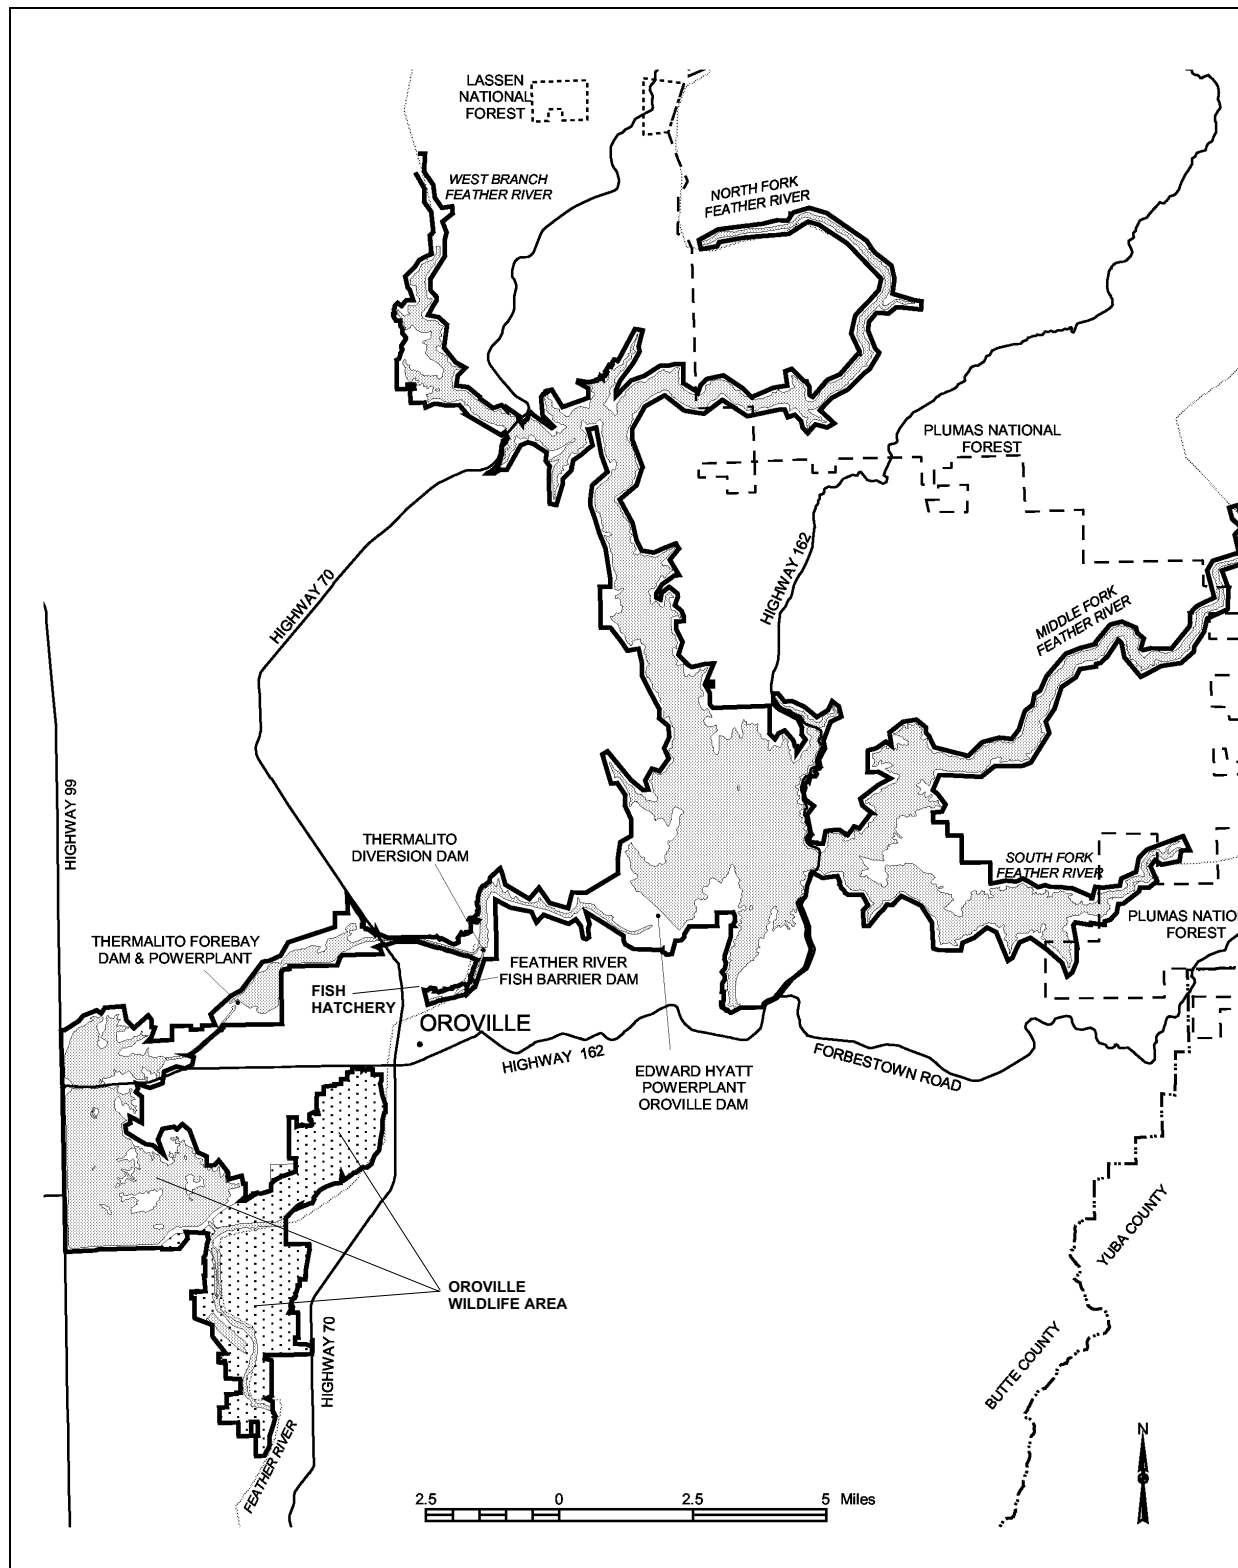 LASSEN
NATIONAL
FOREST
WEST BRANCH
FEATHER RIVER
NORTH FORK
FEATHER RIVER
PLUMAS NATIONAL
FOREST
HIGHWAY 70
HIGHWAY 162
MIDDLE FORK
FEATHER RIVER
HIGHWAY 99
THERMALITO
DIVERSION DAM
SOUTH FORK
FEATHER RIVER
PLUMAS NATIO
FOREST
THERMALITO FOREBAY
DAM & POWERPLANT
FEATHER RIVER
FISH BARRIER DAM
FISH
HATCHERY
OROVILLE
HIGHWAY 162
FORBESTOWN ROAD
EDWARD HYATT
POWERPLANT
OROVILLE DAM
YUBA COUNTY
OROVILLE
WILDLIFE AREA
BUTTE COUNTY
HIGHWAY 70
FEATHER RIVER
N
2.5 0 2.5 5 Miles